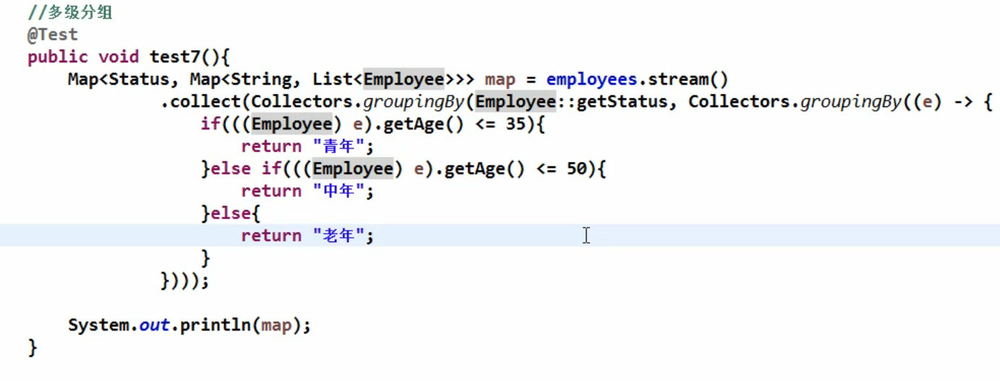 //多级分组
@Test
public void test7(){
Map<Status, Map<String, List<Employee>>> map = employees.stream()
.collect(Collectors.groupingBy(Employee::getStatus, Collectors.groupingBy((e) -> {
if(((Employee) e).getAge() <= 35){
return "青年";
}else if(((Employee) e).getAge() <= 50){
return "中年";
}else{
return "老年";
}
})));
System.out.println(map);
}